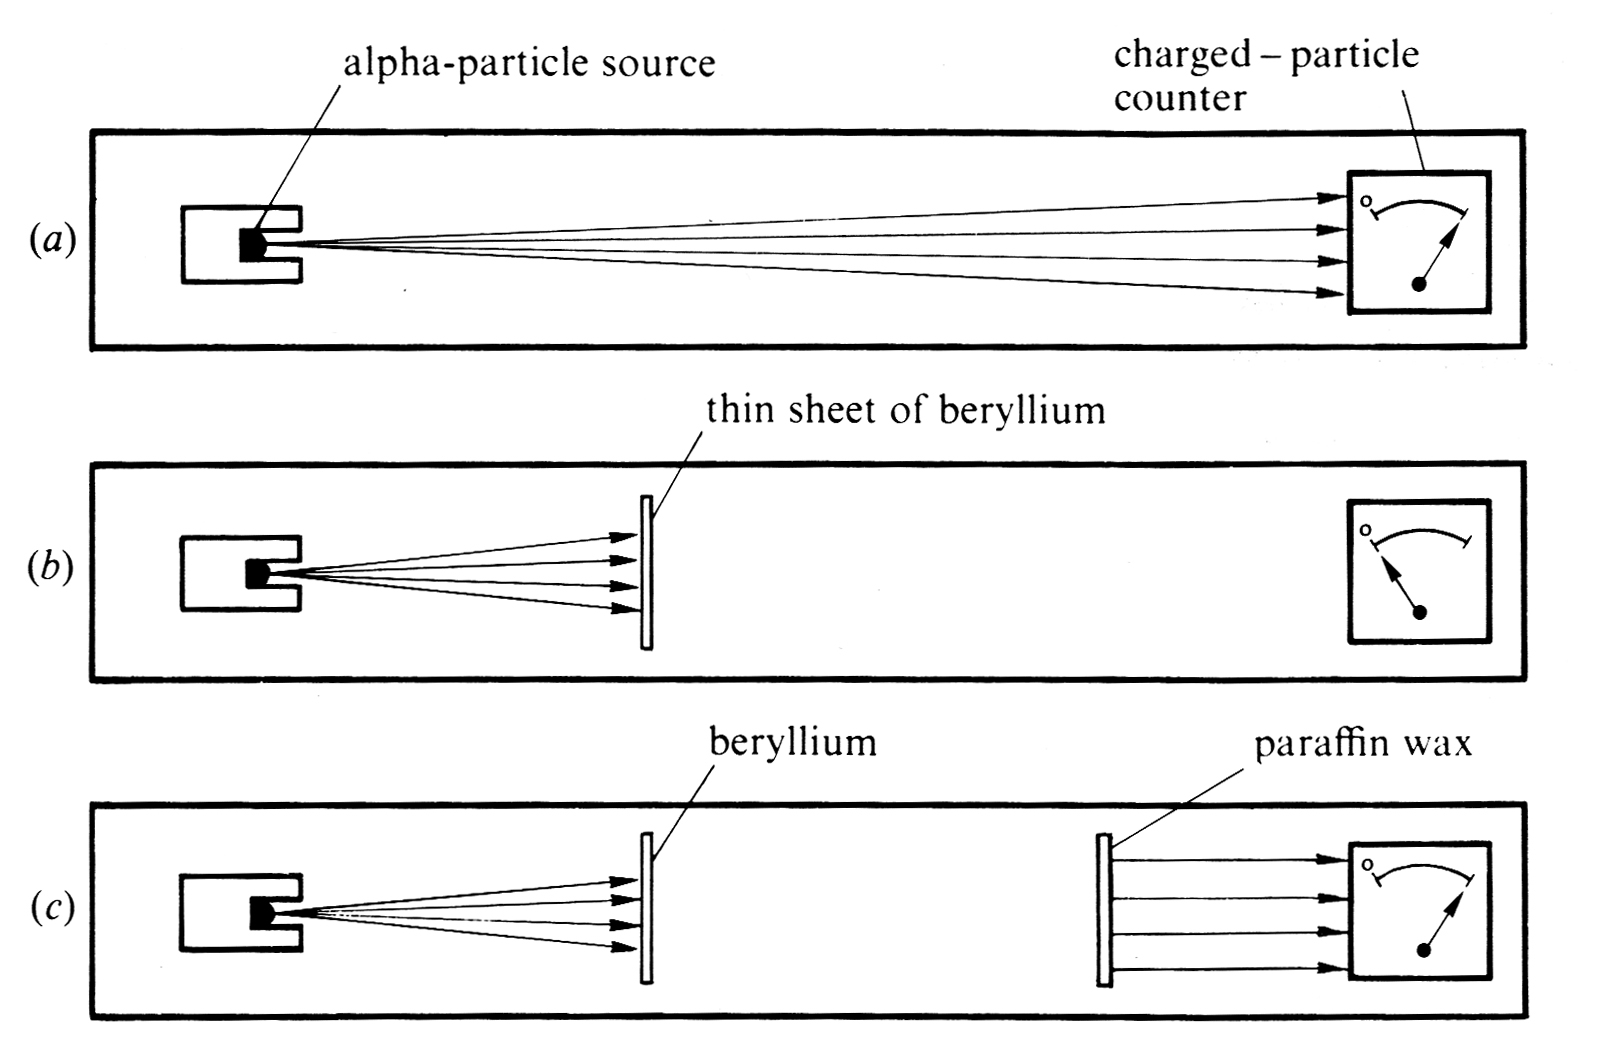 alpha-particle source
charged – particle
counter
(a)
o
thin sheet of beryllium
(b)
o
beryllium
paraffin wax
(c)
o